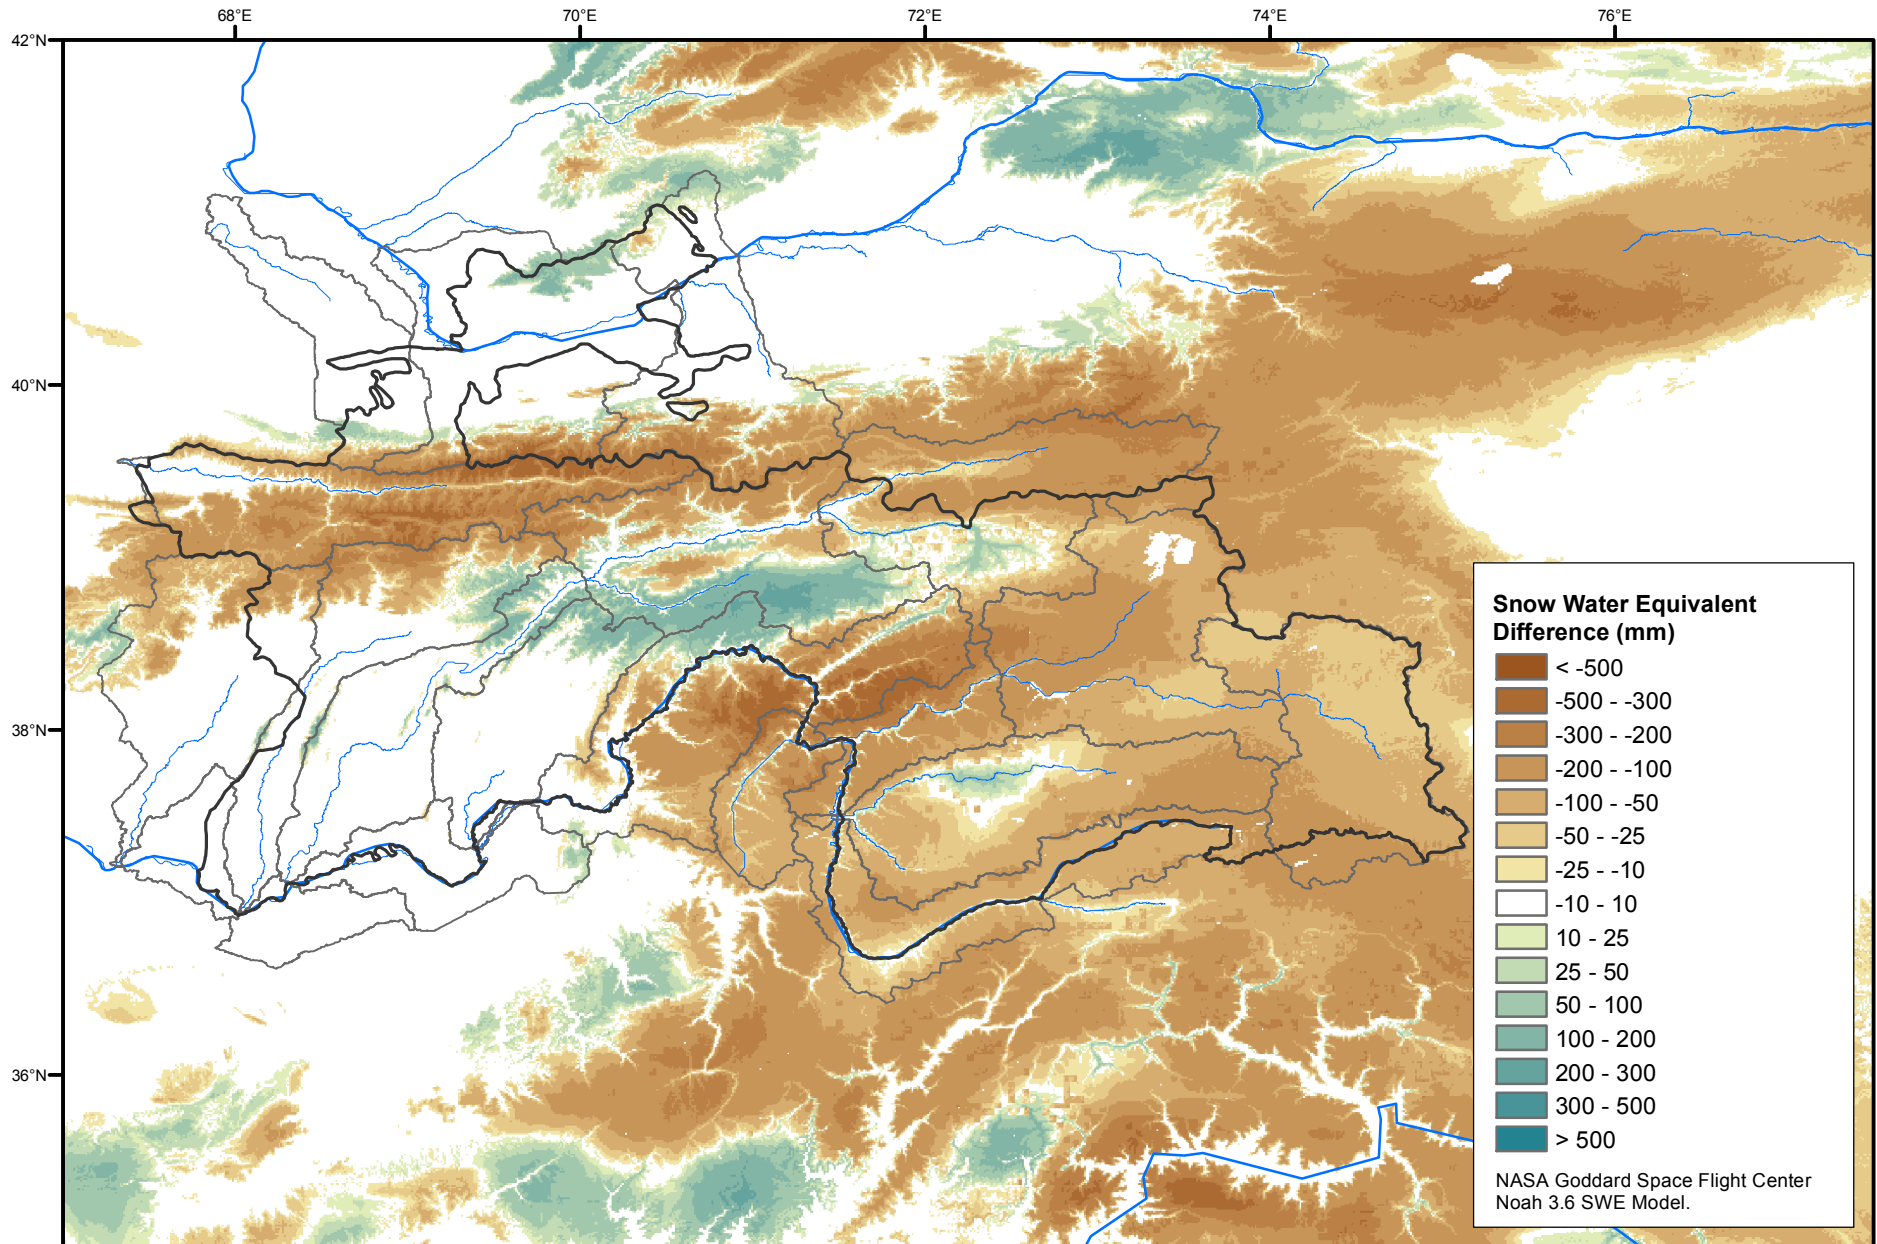 68°E 70°E 72°E 74°E 76°E
42°N
40°N
38°N
36°N
Snow Water Equivalent
Difference (mm)
< -500
-500 - -300
-300 - -200
-200 - -100
-100 - -50
-50 - -25
-25 - -10
-10 - 10
10 - 25
25 - 50
50 - 100
100 - 200
200 - 300
300 - 500
> 500
NASA Goddard Space Flight Center
Noah 3.6 SWE Model.